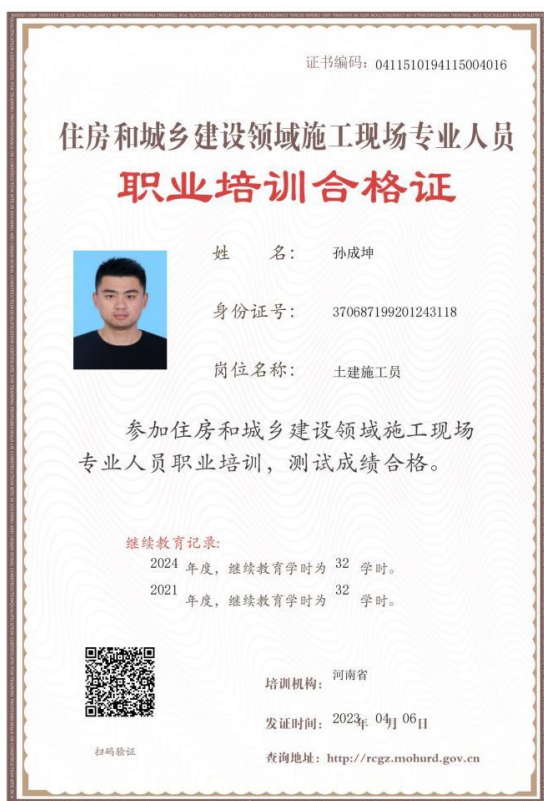 证书编码：0411510194115004016
住房和城乡建设领域施工现场专业人员
职业培训合格证
姓 名： 孙成坤
身份证号： 370687199201243118
岗位名称： 土建施工员
参加住房和城乡建设领域施工现场
专业人员职业培训，测试成绩合格。
继续教育记录:
2024 年度，继续教育学时为 32 学时。
2021 年度，继续教育学时为 32 学时。
培训机构： 河南省
发证时间： 2023年 04月 06日
扫码验证
查询地址：http://rcgz.mohurd.gov.cn